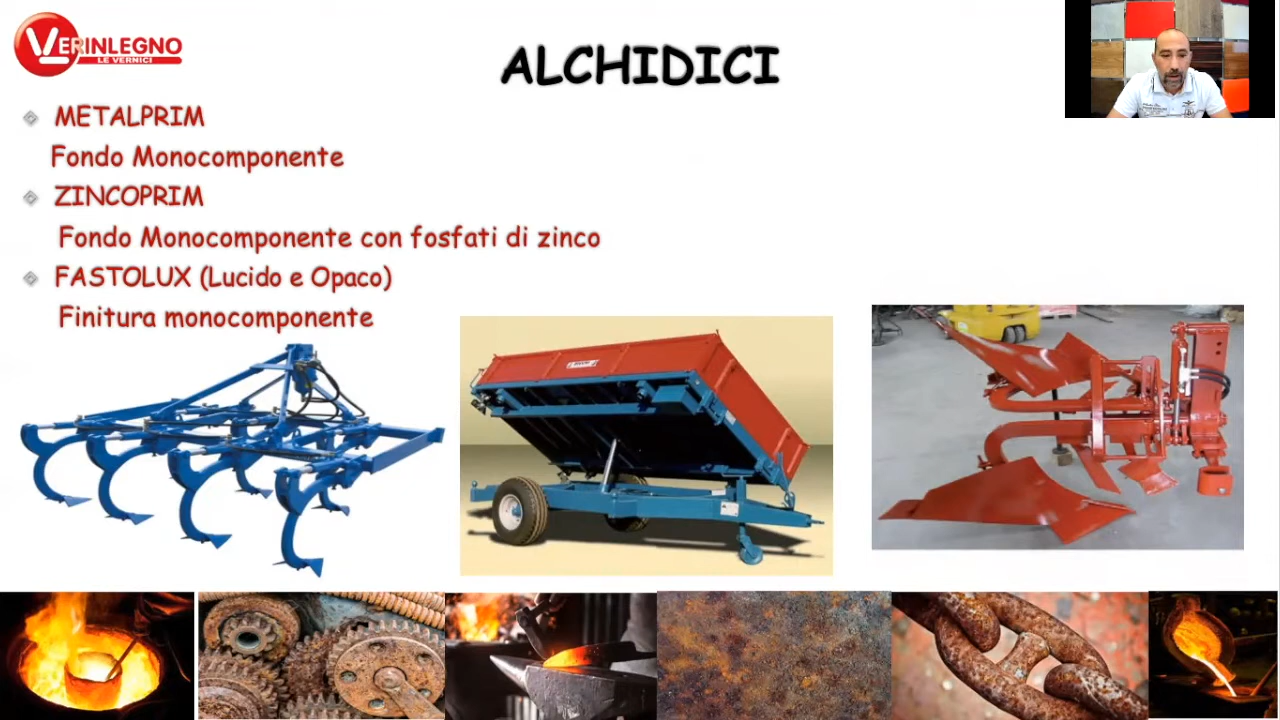 VERINLEGNO
LE VERNICI
ALCHIDICI
METALPRIM
Fondo Monocomponente
ZINCOPRIM
Fondo Monocomponente con fosfati di zinco
FASTOLUX (Lucido e Opaco)
Finitura monocomponente